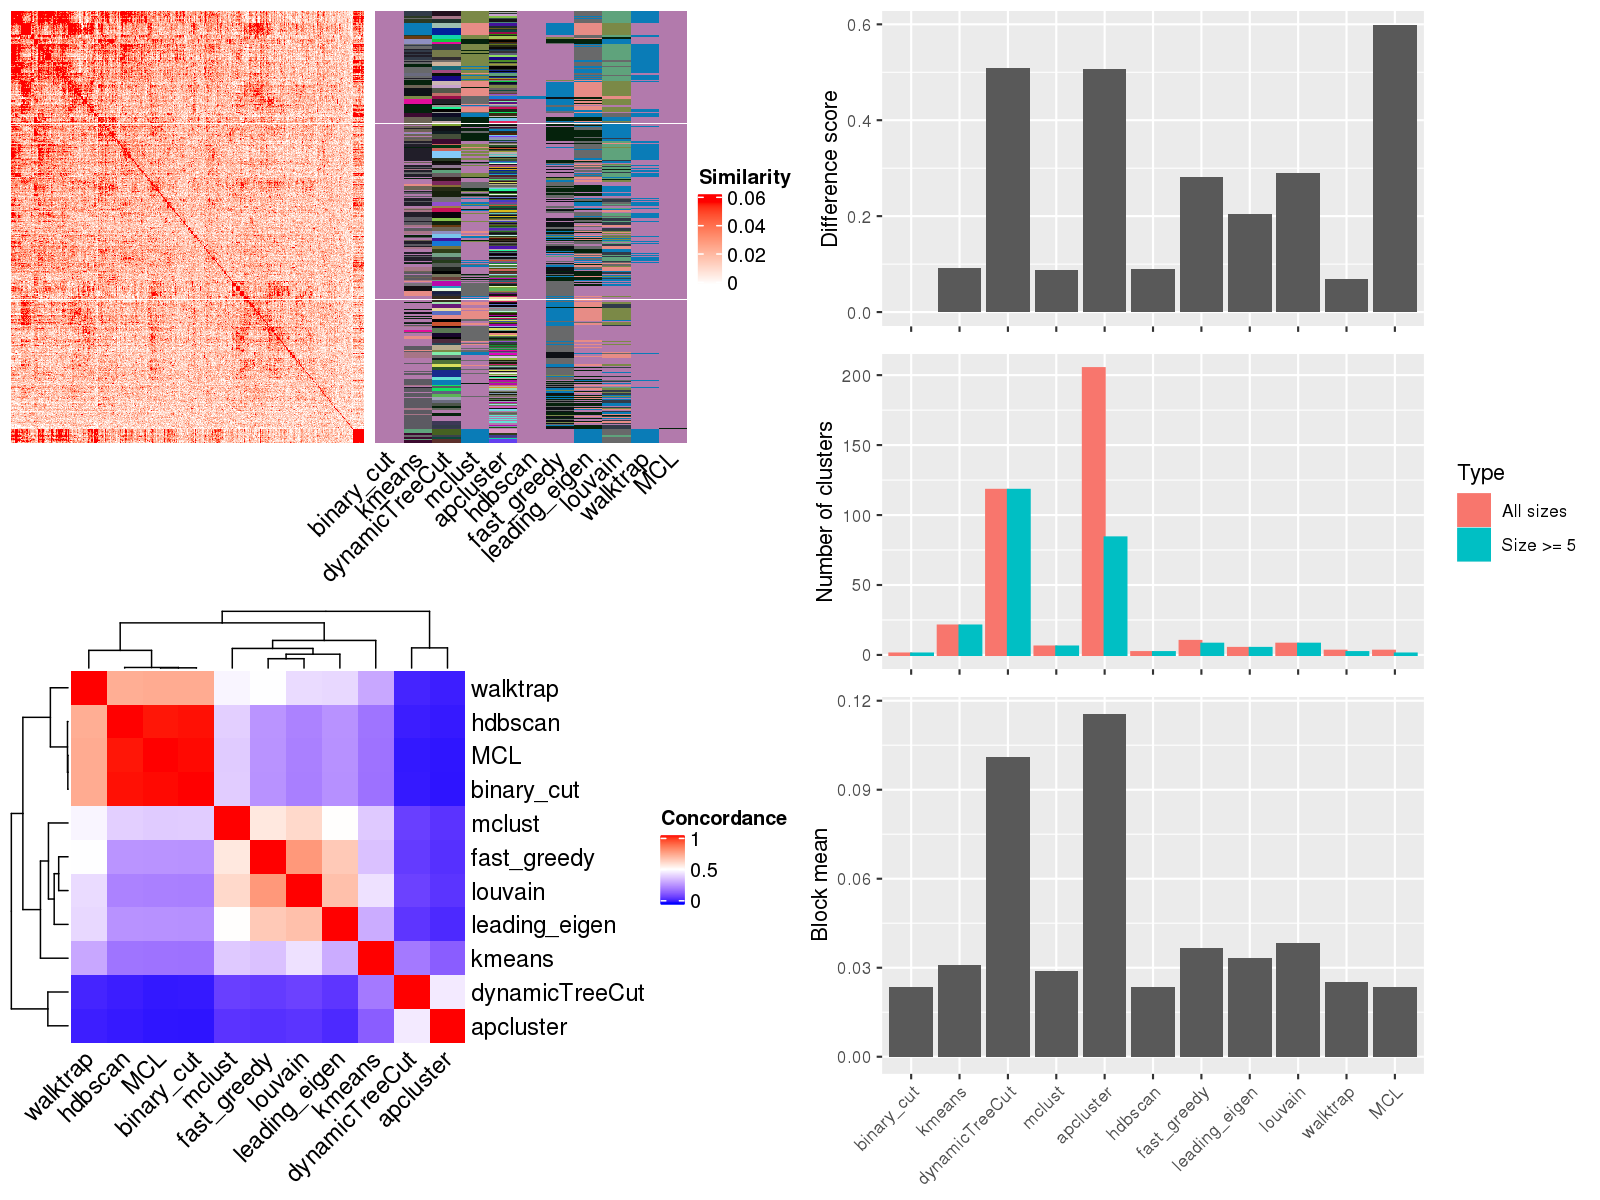 Similarity
0.06
0.04
0.02
0
binary_cut
kmeans
dynamicTreeCut
mclust
apcluster
hdbscan
fast_greedy
leading_eigen
louvain
walktrap
MCL
walktrap
hdbscan
MCL
binary_cut
mclust
fast_greedy
louvain
leading_eigen
kmeans
dynamicTreeCut
apcluster
Concordance
1
0.5
0
walktrap
hdbscan
MCL
binary_cut
mclust
fast_greedy
louvain
leading_eigen
kmeans
dynamicTreeCut
apcluster
Difference score
0.6
0.4
0.2
0.0
Number of clusters
200
150
100
50
0
Type
All sizes
Size >= 5
Block mean
0.12
0.09
0.06
0.03
0.00
binary_cut
kmeans
dynamicTreeCut
mclust
apcluster
hdbscan
fast_greedy
leading_eigen
louvain
walktrap
MCL